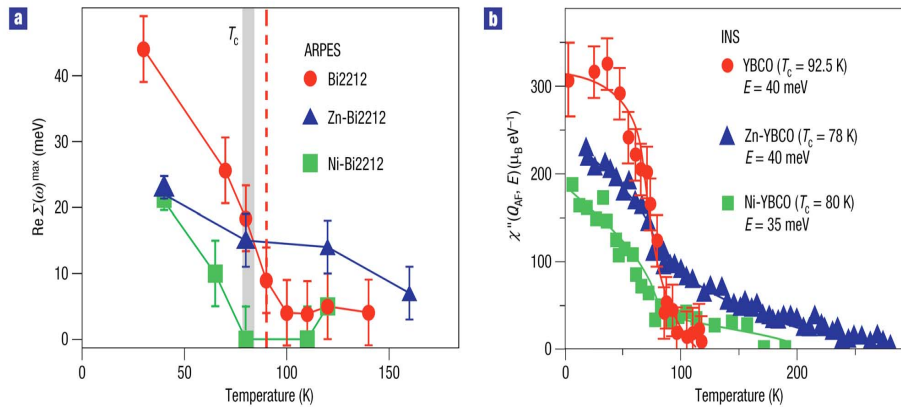 a
T_c
ARPES
Bi2212
Zn-Bi2212
Ni-Bi2212
Re Σ(ω)^max (meV)
40
30
20
10
0
0
50
100
150
Temperature (K)
b
INS
YBCO (T_c = 92.5 K)
E = 40 meV
Zn-YBCO (T_c = 78 K)
E = 40 meV
Ni-YBCO (T_c = 80 K)
E = 35 meV
χ″(Q_AF, E)(μ_B eV⁻¹)
300
200
100
0
0
100
200
Temperature (K)